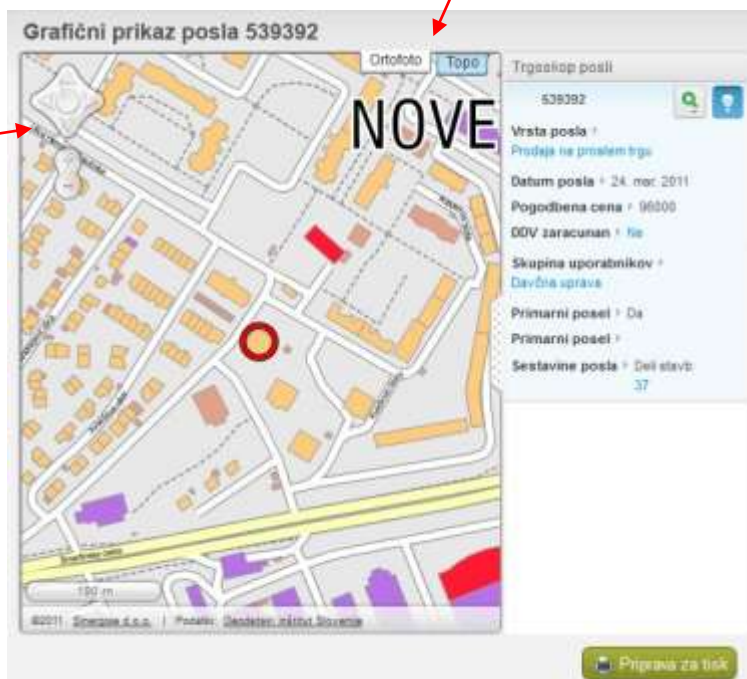 Grafični prikaz posla 539392
Ortofoto
Topo
NOVE
100 m
©2011 Sinergise d.o.o. | Podatki: Geodetski inštitut Slovenije
Trgoskop posli
539392
Vrsta posla
Prodaja na prostem trgu
Datum posla 24. mar. 2011
Pogodbena cena 96000
DDV zaracunan Ne
Skupina uporabnikov
Davčna uprava
Primarni posel Da
Primarni posel
Sestavine posla Deli stavb
37
Priprava za tisk